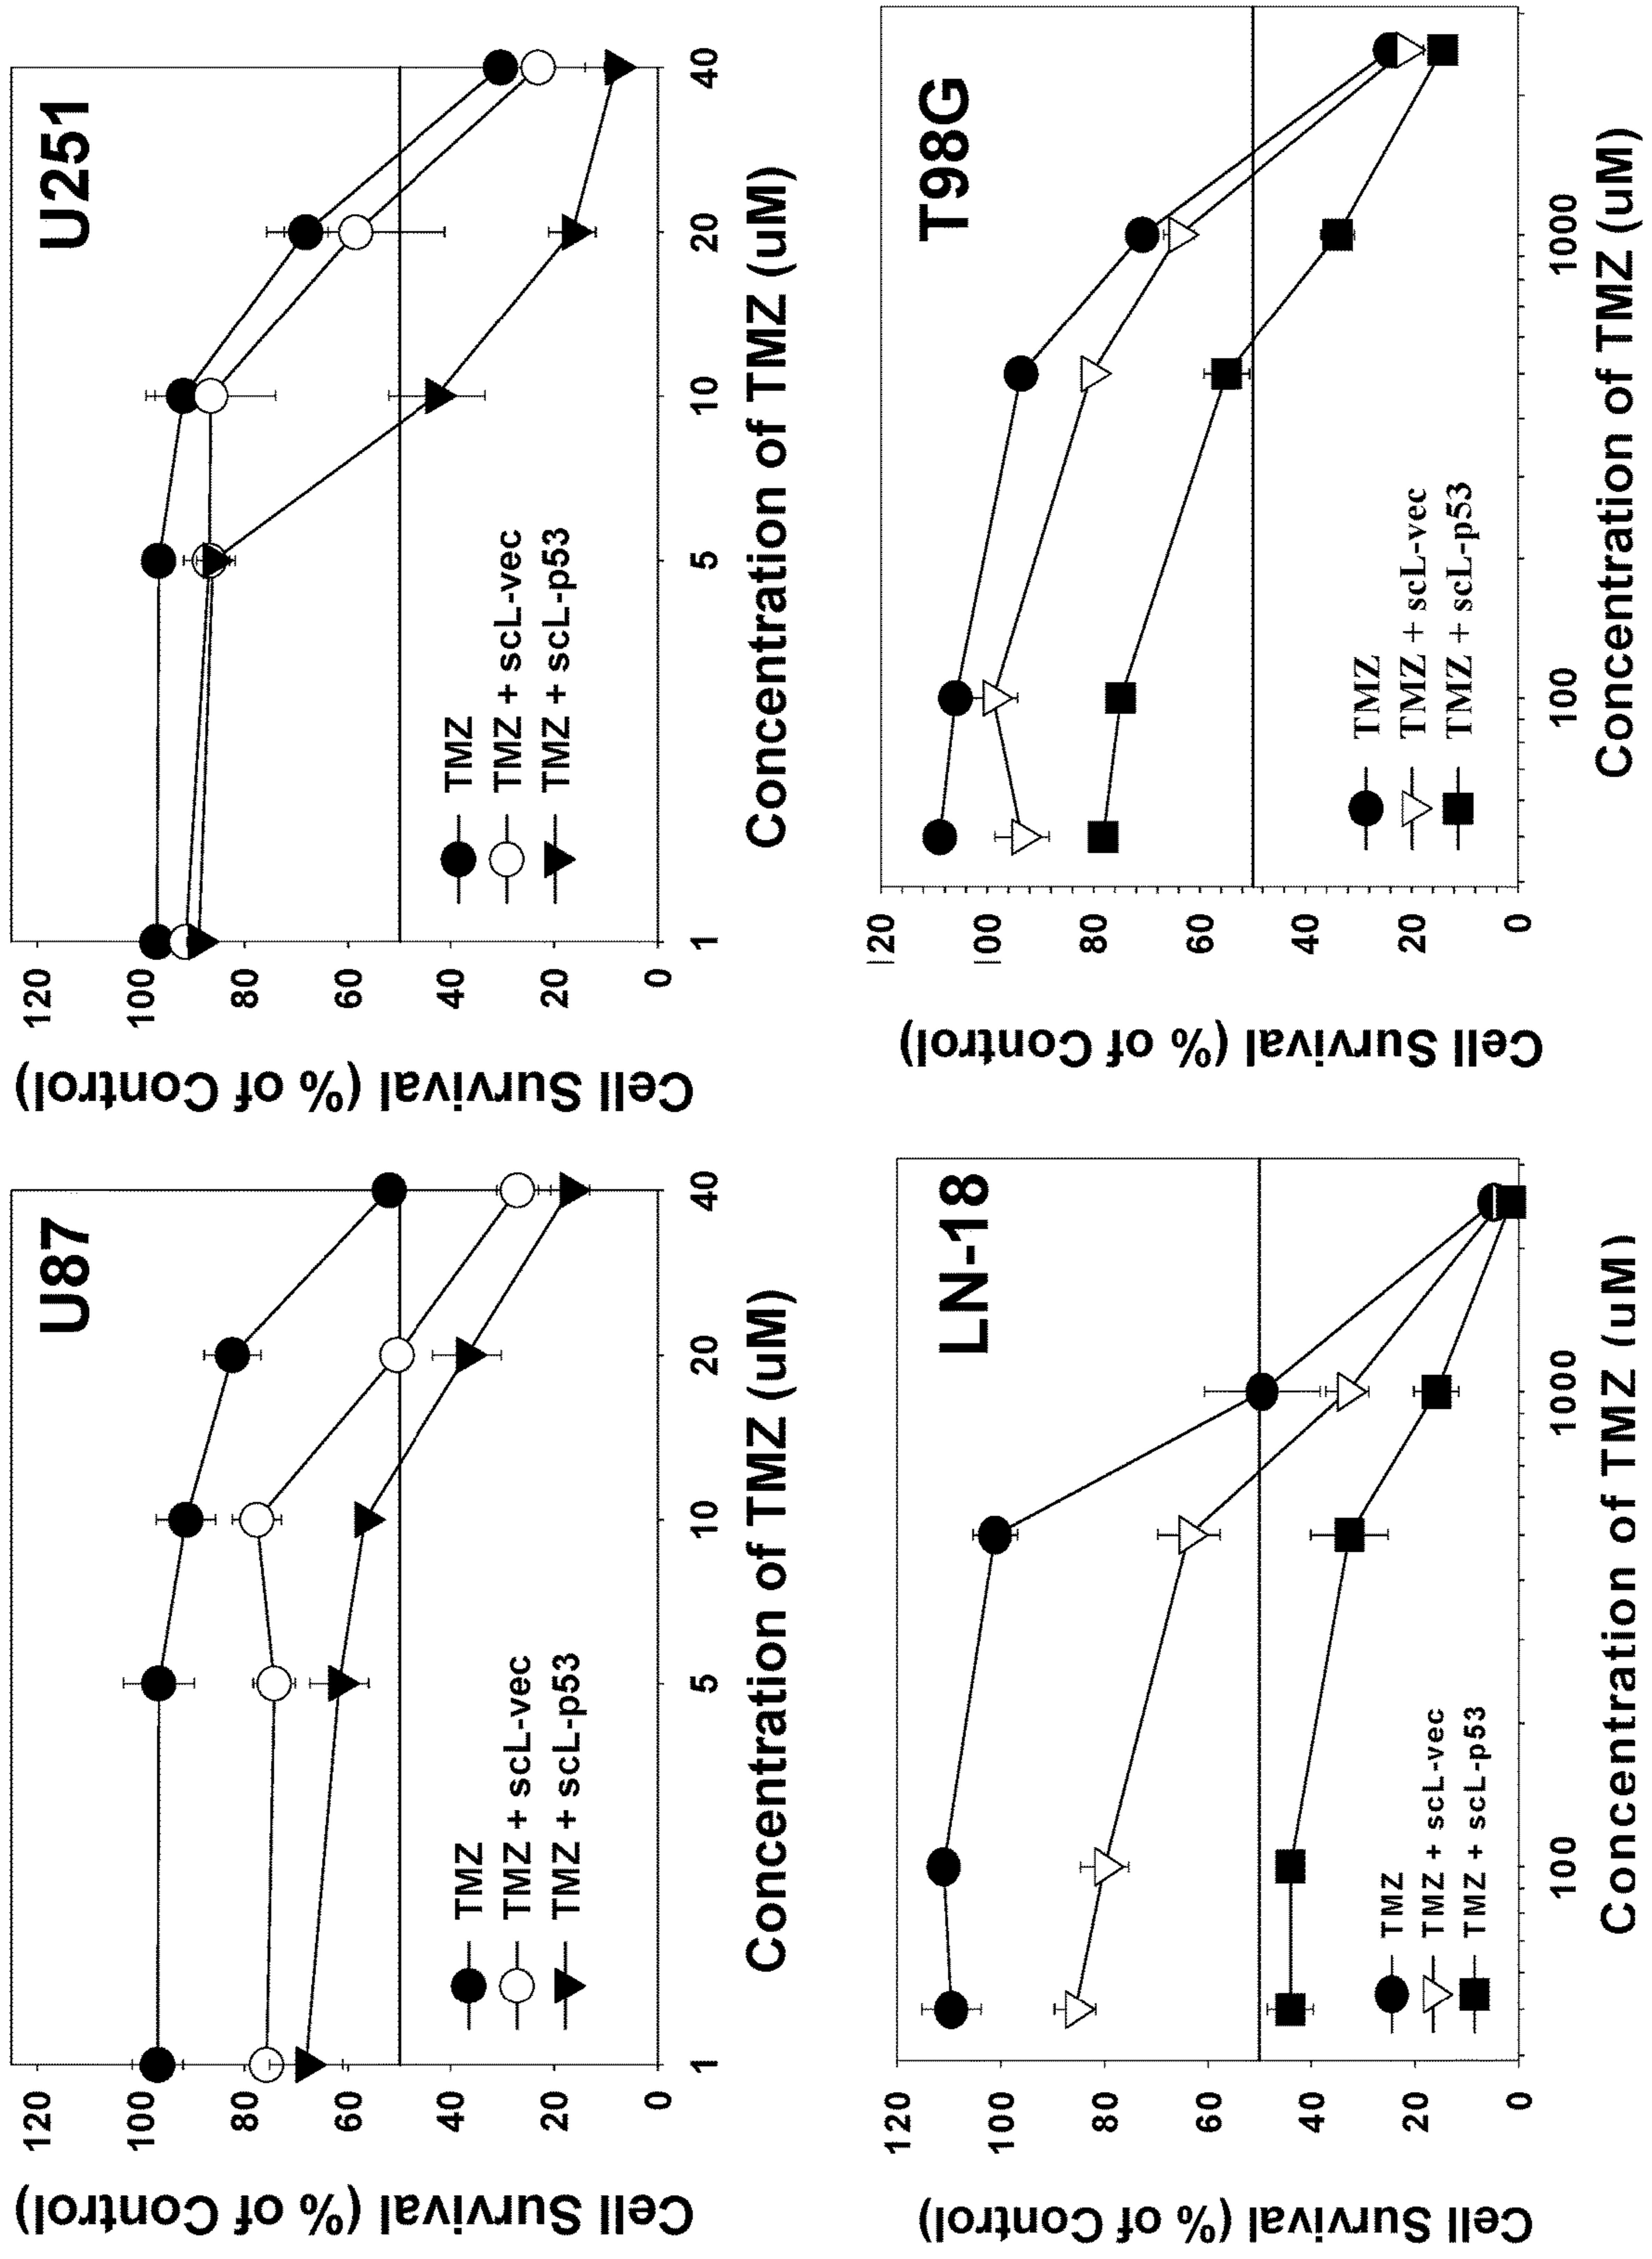 Cell Survival (% of Control)
120
100
80
60
40
20
0
U87
TMZ
TMZ + scL-vec
TMZ + scL-p53
1
5
10
20
40
Concentration of TMZ (uM)
Cell Survival (% of Control)
120
100
80
60
40
20
0
U251
TMZ
TMZ + scL-vec
TMZ + scL-p53
1
5
10
20
40
Concentration of TMZ (uM)
Cell Survival (% of Control)
120
100
80
60
40
20
0
LN-18
TMZ
TMZ + scL-vec
TMZ + scL-p53
100
1000
Concentration of TMZ (uM)
Cell Survival (% of Control)
120
100
80
60
40
20
0
T98G
TMZ
TMZ + scL-vec
TMZ + scL-p53
100
1000
Concentration of TMZ (uM)